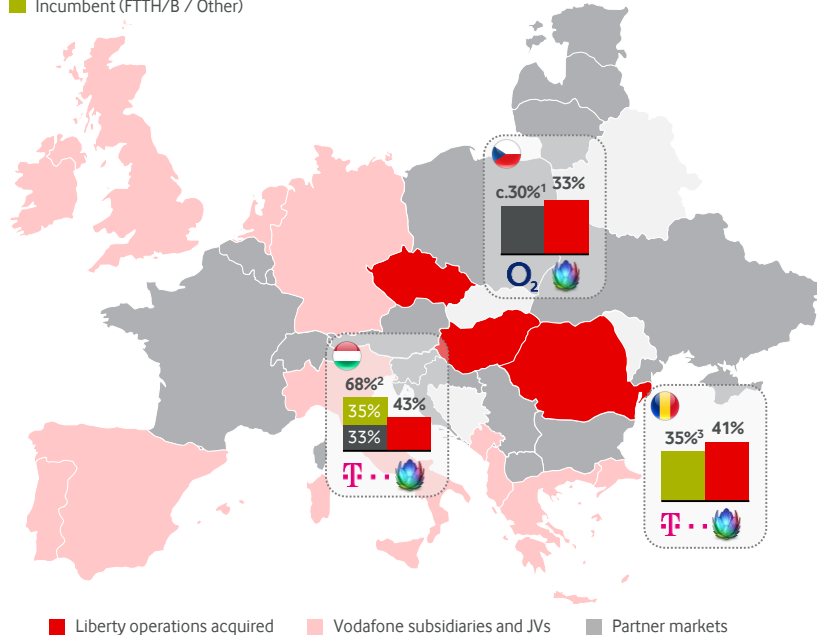 Incumbent (FTTH/B / Other)
c.30%¹ 33%
O₂
68%² 43%
35%
33%
T··
35%³ 41%
T··
Liberty operations acquired Vodafone subsidiaries and JVs Partner markets